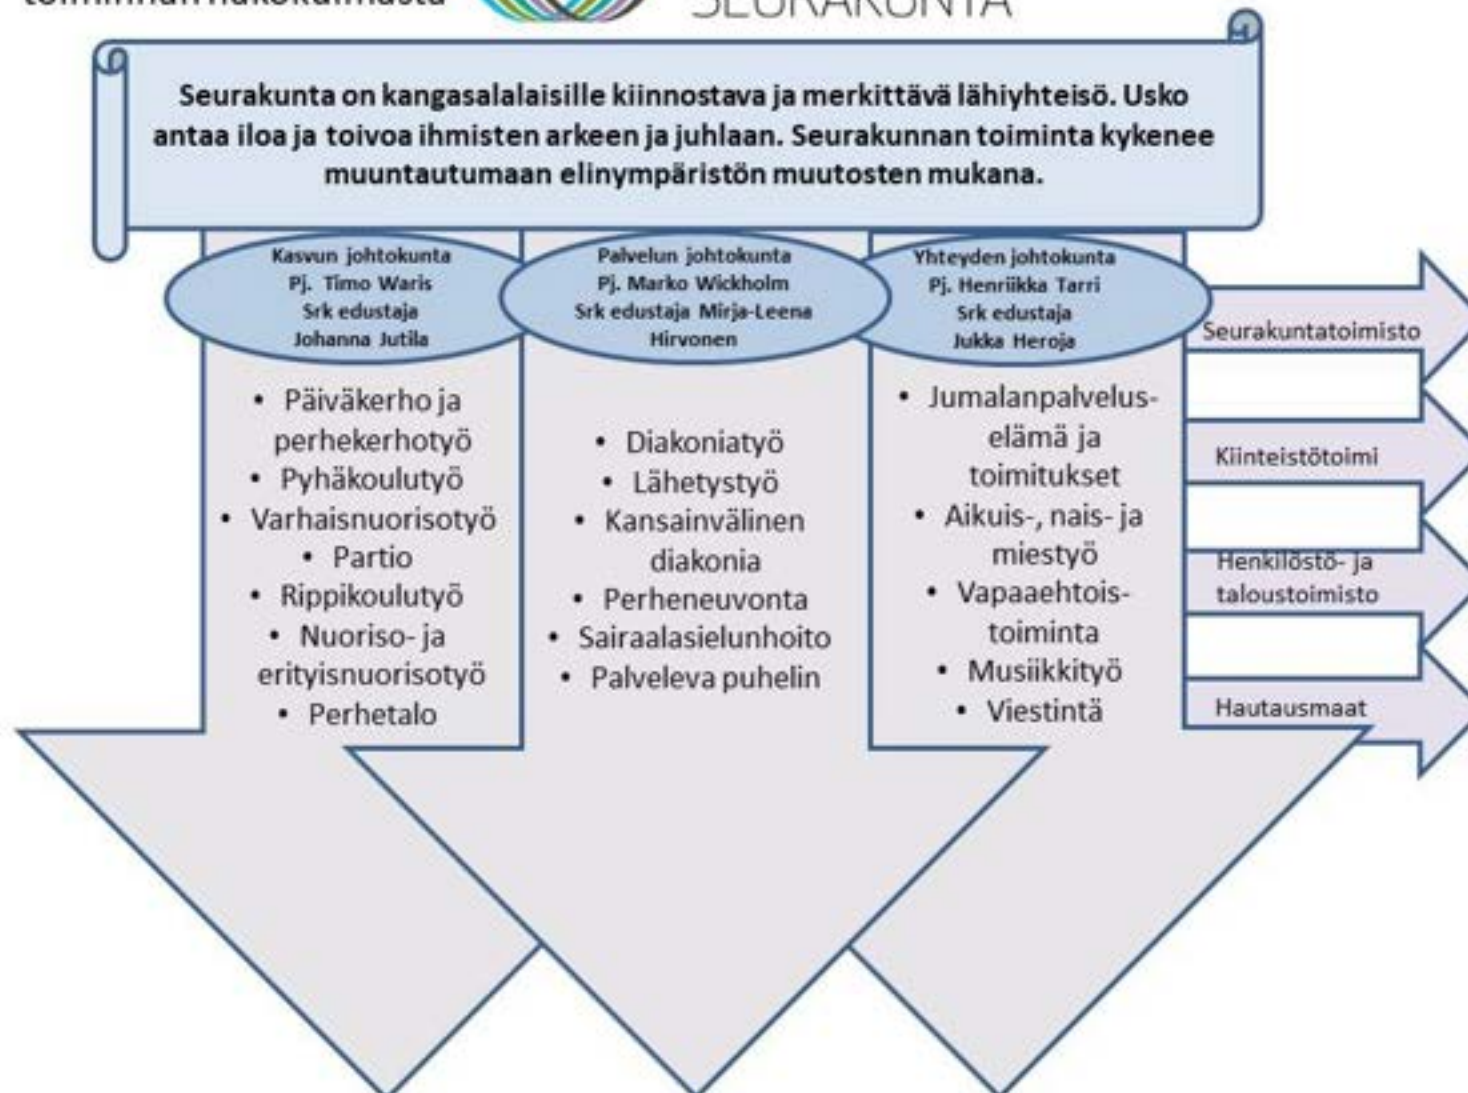 toiminnan näkökulmasta
SEURAKUNTA
Seurakunta on kangasalalaisille kiinnostava ja merkittävä lähiyhteisö. Usko
antaa iloa ja toivoa ihmisten arkeen ja juhlaan. Seurakunnan toiminta kykenee
muuntautumaan elinympäristön muutosten mukana.
Kasvun johtokunta
Pj. Timo Waris
Srk edustaja
Johanna Jutila
• Päiväkerho ja
perhekerhotyö
• Pyhäkoulutyö
• Varhaisnuorisotyö
• Partio
• Rippikoulutyö
• Nuoriso- ja
erityisnuorisotyö
• Perhetalo
Palvelun johtokunta
Pj. Marko Wickholm
Srk edustaja Mirja-Leena
Hirvonen
• Diakoniatyö
• Lähetystyö
• Kansainvälinen
diakonia
• Perheneuvonta
• Sairaalasielunhoito
• Palveleva puhelin
Yhteyden johtokunta
Pj. Henriikka Tarri
Srk edustaja
Jukka Heroja
• Jumalanpalvelus-
elämä ja
toimitukset
• Aikuis-, nais- ja
miestyö
• Vapaaehtois-
toiminta
• Musiikkityö
• Viestintä
Seurakuntatoimisto
Kiinteistötoimi
Henkilöstö- ja
taloustoimisto
Hautausmaat